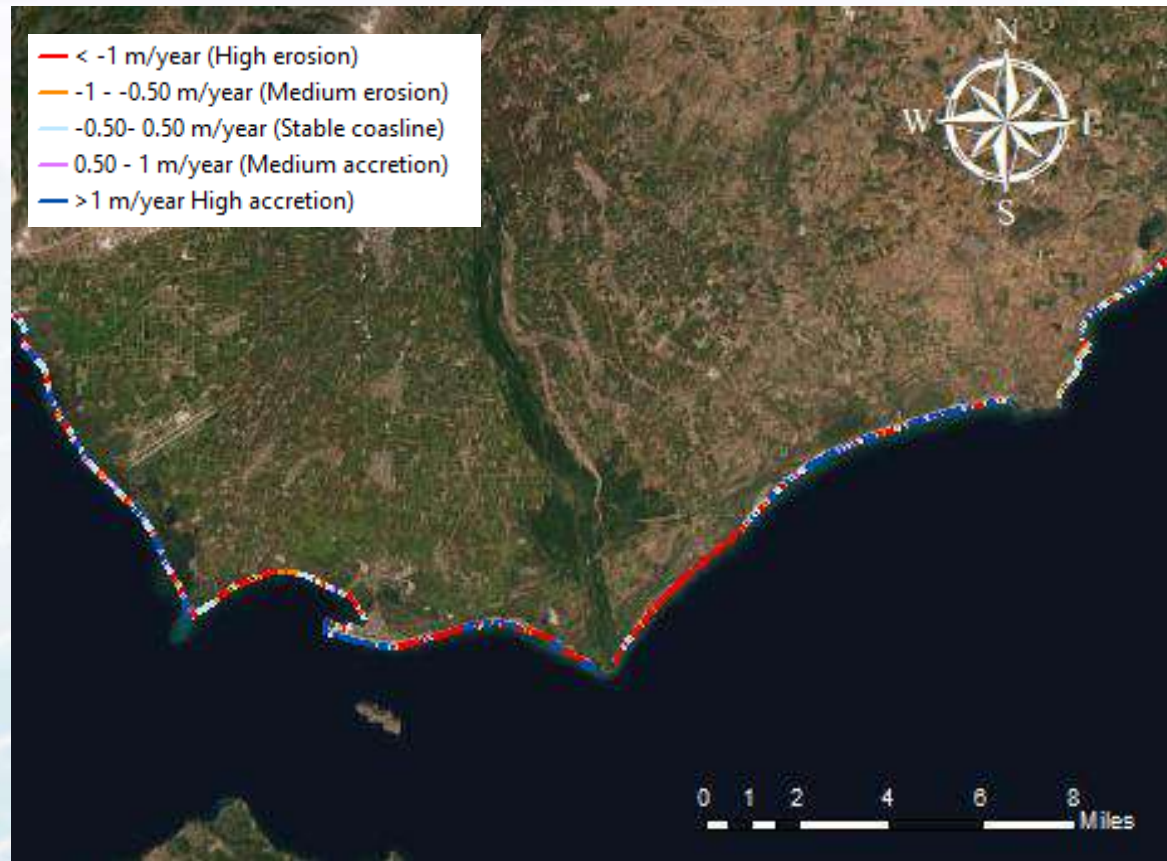 < -1 m/year (High erosion)
-1 - -0.50 m/year (Medium erosion)
-0.50- 0.50 m/year (Stable coasline)
0.50 - 1 m/year (Medium accretion)
>1 m/year High accretion)
N
W E
S
0 1 2 4 6 8
Miles